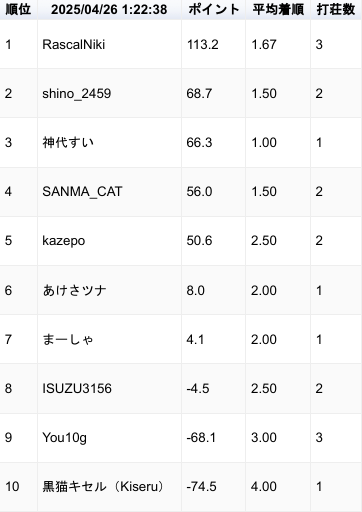 順位 2025/04/26 1:22:38 ポイント 平均着順 打荘数
1 RascalNiki 113.2 1.67 3
2 shino_2459 68.7 1.50 2
3 神代すい 66.3 1.00 1
4 SANMA_CAT 56.0 1.50 2
5 kazepo 50.6 2.50 2
6 あけさツナ 8.0 2.00 1
7 まーしゃ 4.1 2.00 1
8 ISUZU3156 -4.5 2.50 2
9 You10g -68.1 3.00 3
10 黒猫キセル（Kiseru） -74.5 4.00 1